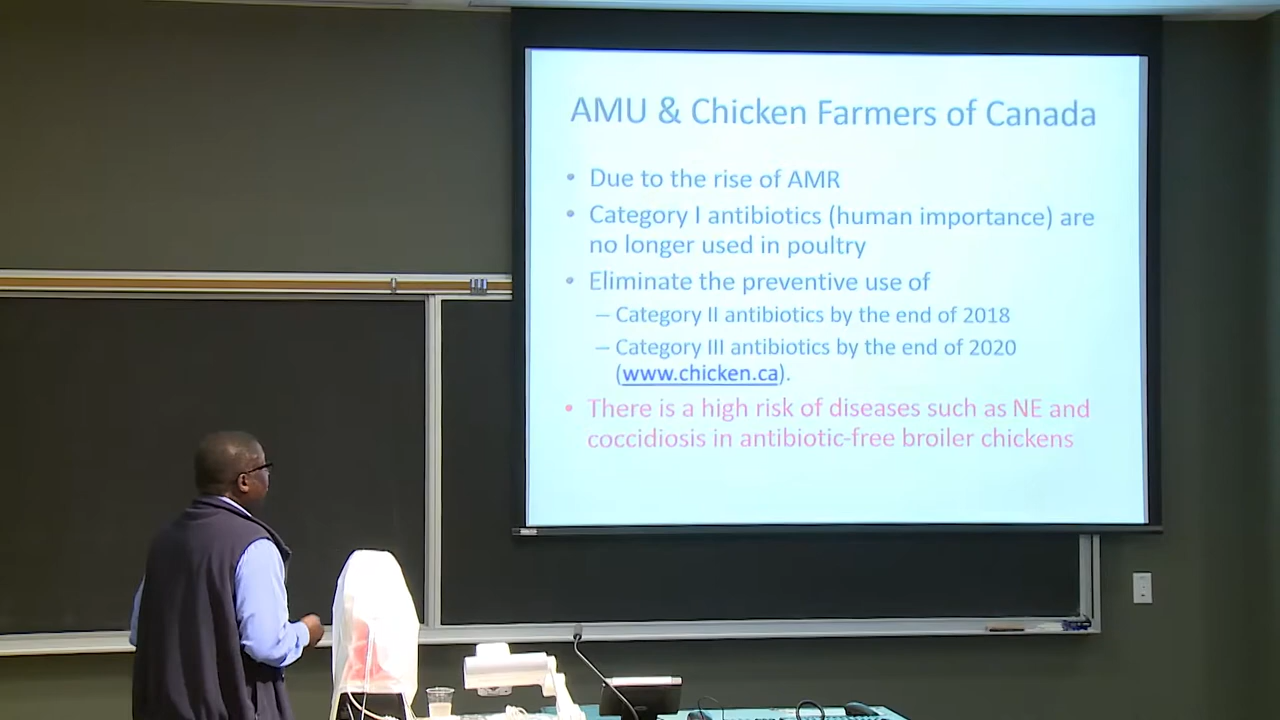 AMU & Chicken Farmers of Canada
• Due to the rise of AMR
• Category I antibiotics (human importance) are
no longer used in poultry
• Eliminate the preventive use of
– Category II antibiotics by the end of 2018
– Category III antibiotics by the end of 2020
(www.chicken.ca).
• There is a high risk of diseases such as NE and
coccidiosis in antibiotic-free broiler chickens